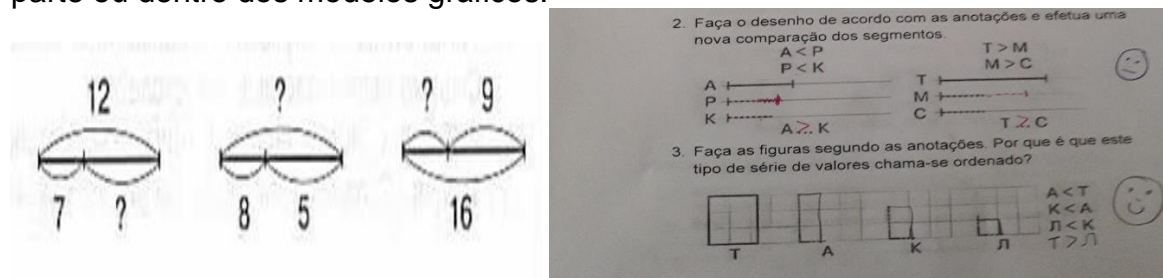 parte ou dentro dos modelos gráficos.
12
?
? 9
7 ?
8 5
16
2. Faça o desenho de acordo com as anotações e efetua uma
nova comparação dos segmentos.
A < P
P < K
T > M
M > C
A
P
K
T
M
C
A K
T C
3. Faça as figuras segundo as anotações. Por que é que este
tipo de série de valores chama-se ordenado?
T
A
К
Л
A < T
К < A
Л < К
T > Л